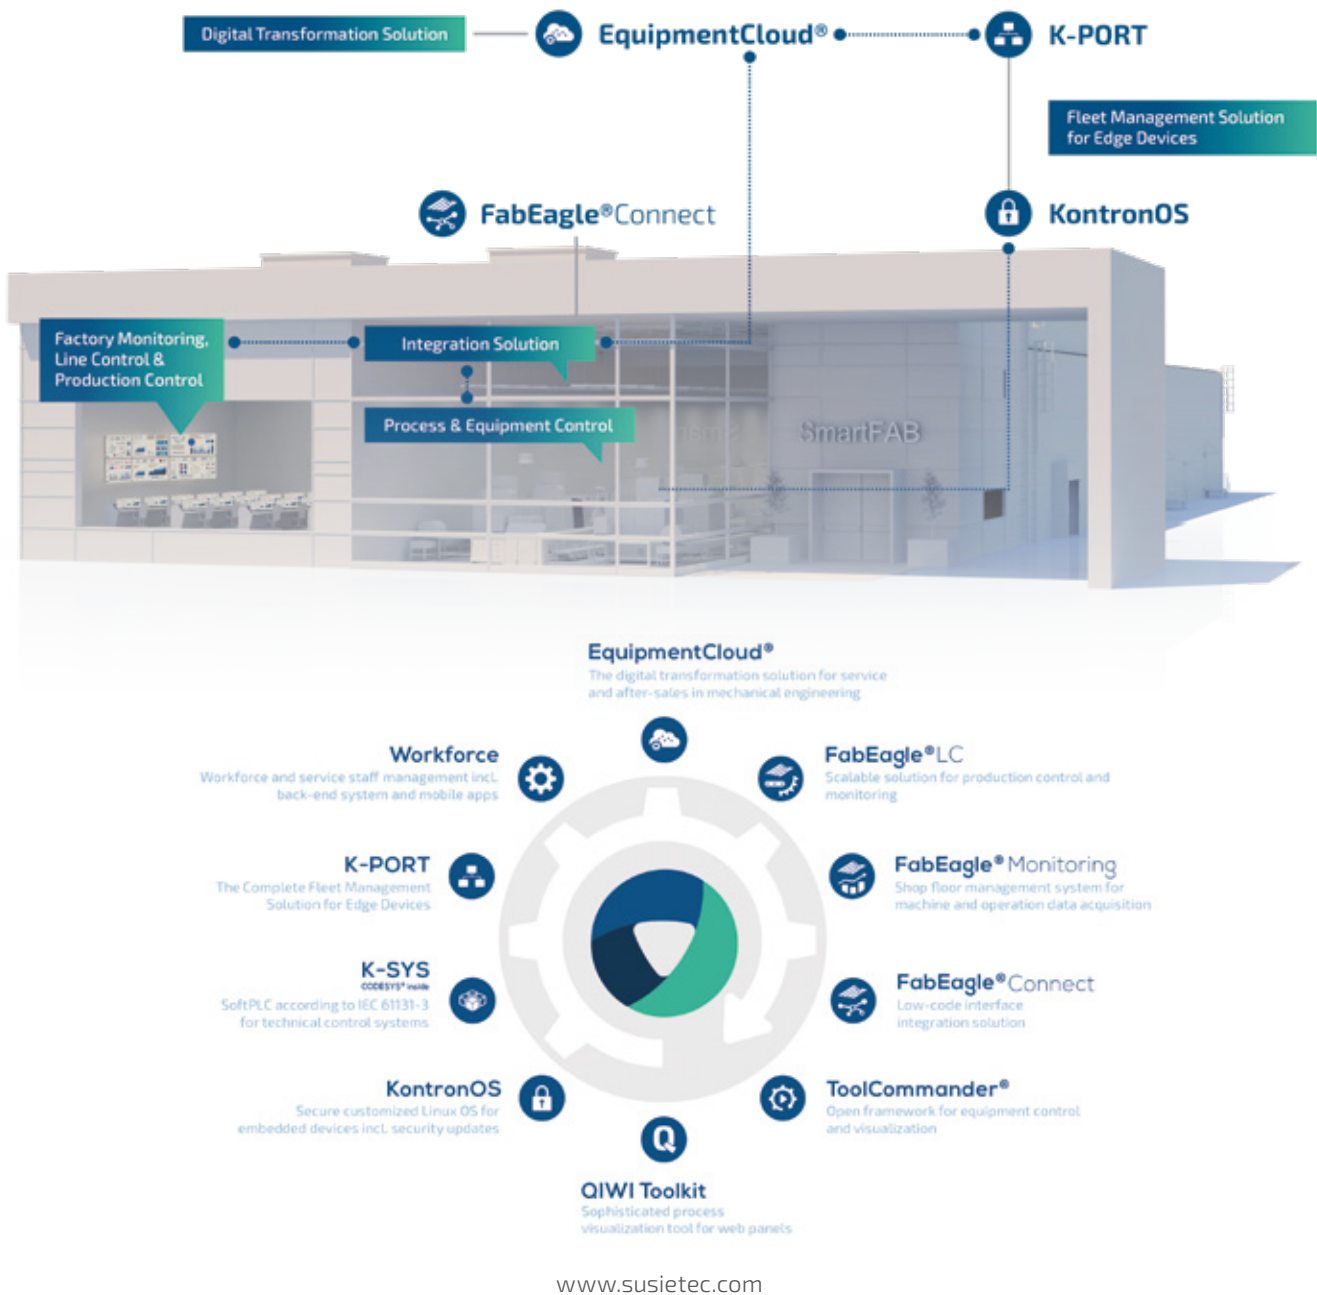 Digital Transformation Solution
EquipmentCloud®
K-PORT
Fleet Management Solution
for Edge Devices
FabEagle®Connect
KontronOS
Factory Monitoring,
Line Control &
Production Control
Integration Solution
Process & Equipment Control
SmartFAB
EquipmentCloud®
The digital transformation solution for service
and after-sales in mechanical engineering
Workforce
Workforce and service staff management incl.
back-end system and mobile apps
FabEagle®LC
Scalable solution for production control and
monitoring
K-PORT
The Complete Fleet Management
Solution for Edge Devices
FabEagle® Monitoring
Shop floor management system for
machine and operation data acquisition
K-SYS
CODESYS® inside
SoftPLC according to IEC 61131-3
for technical control systems
FabEagle®Connect
Low-code interface
integration solution
KontronOS
Secure customized Linux OS for
embedded devices incl. security updates
ToolCommander®
Open framework for equipment control
and visualization
Q
QIWI Toolkit
Sophisticated process
visualization tool for web panels
www.susietec.com